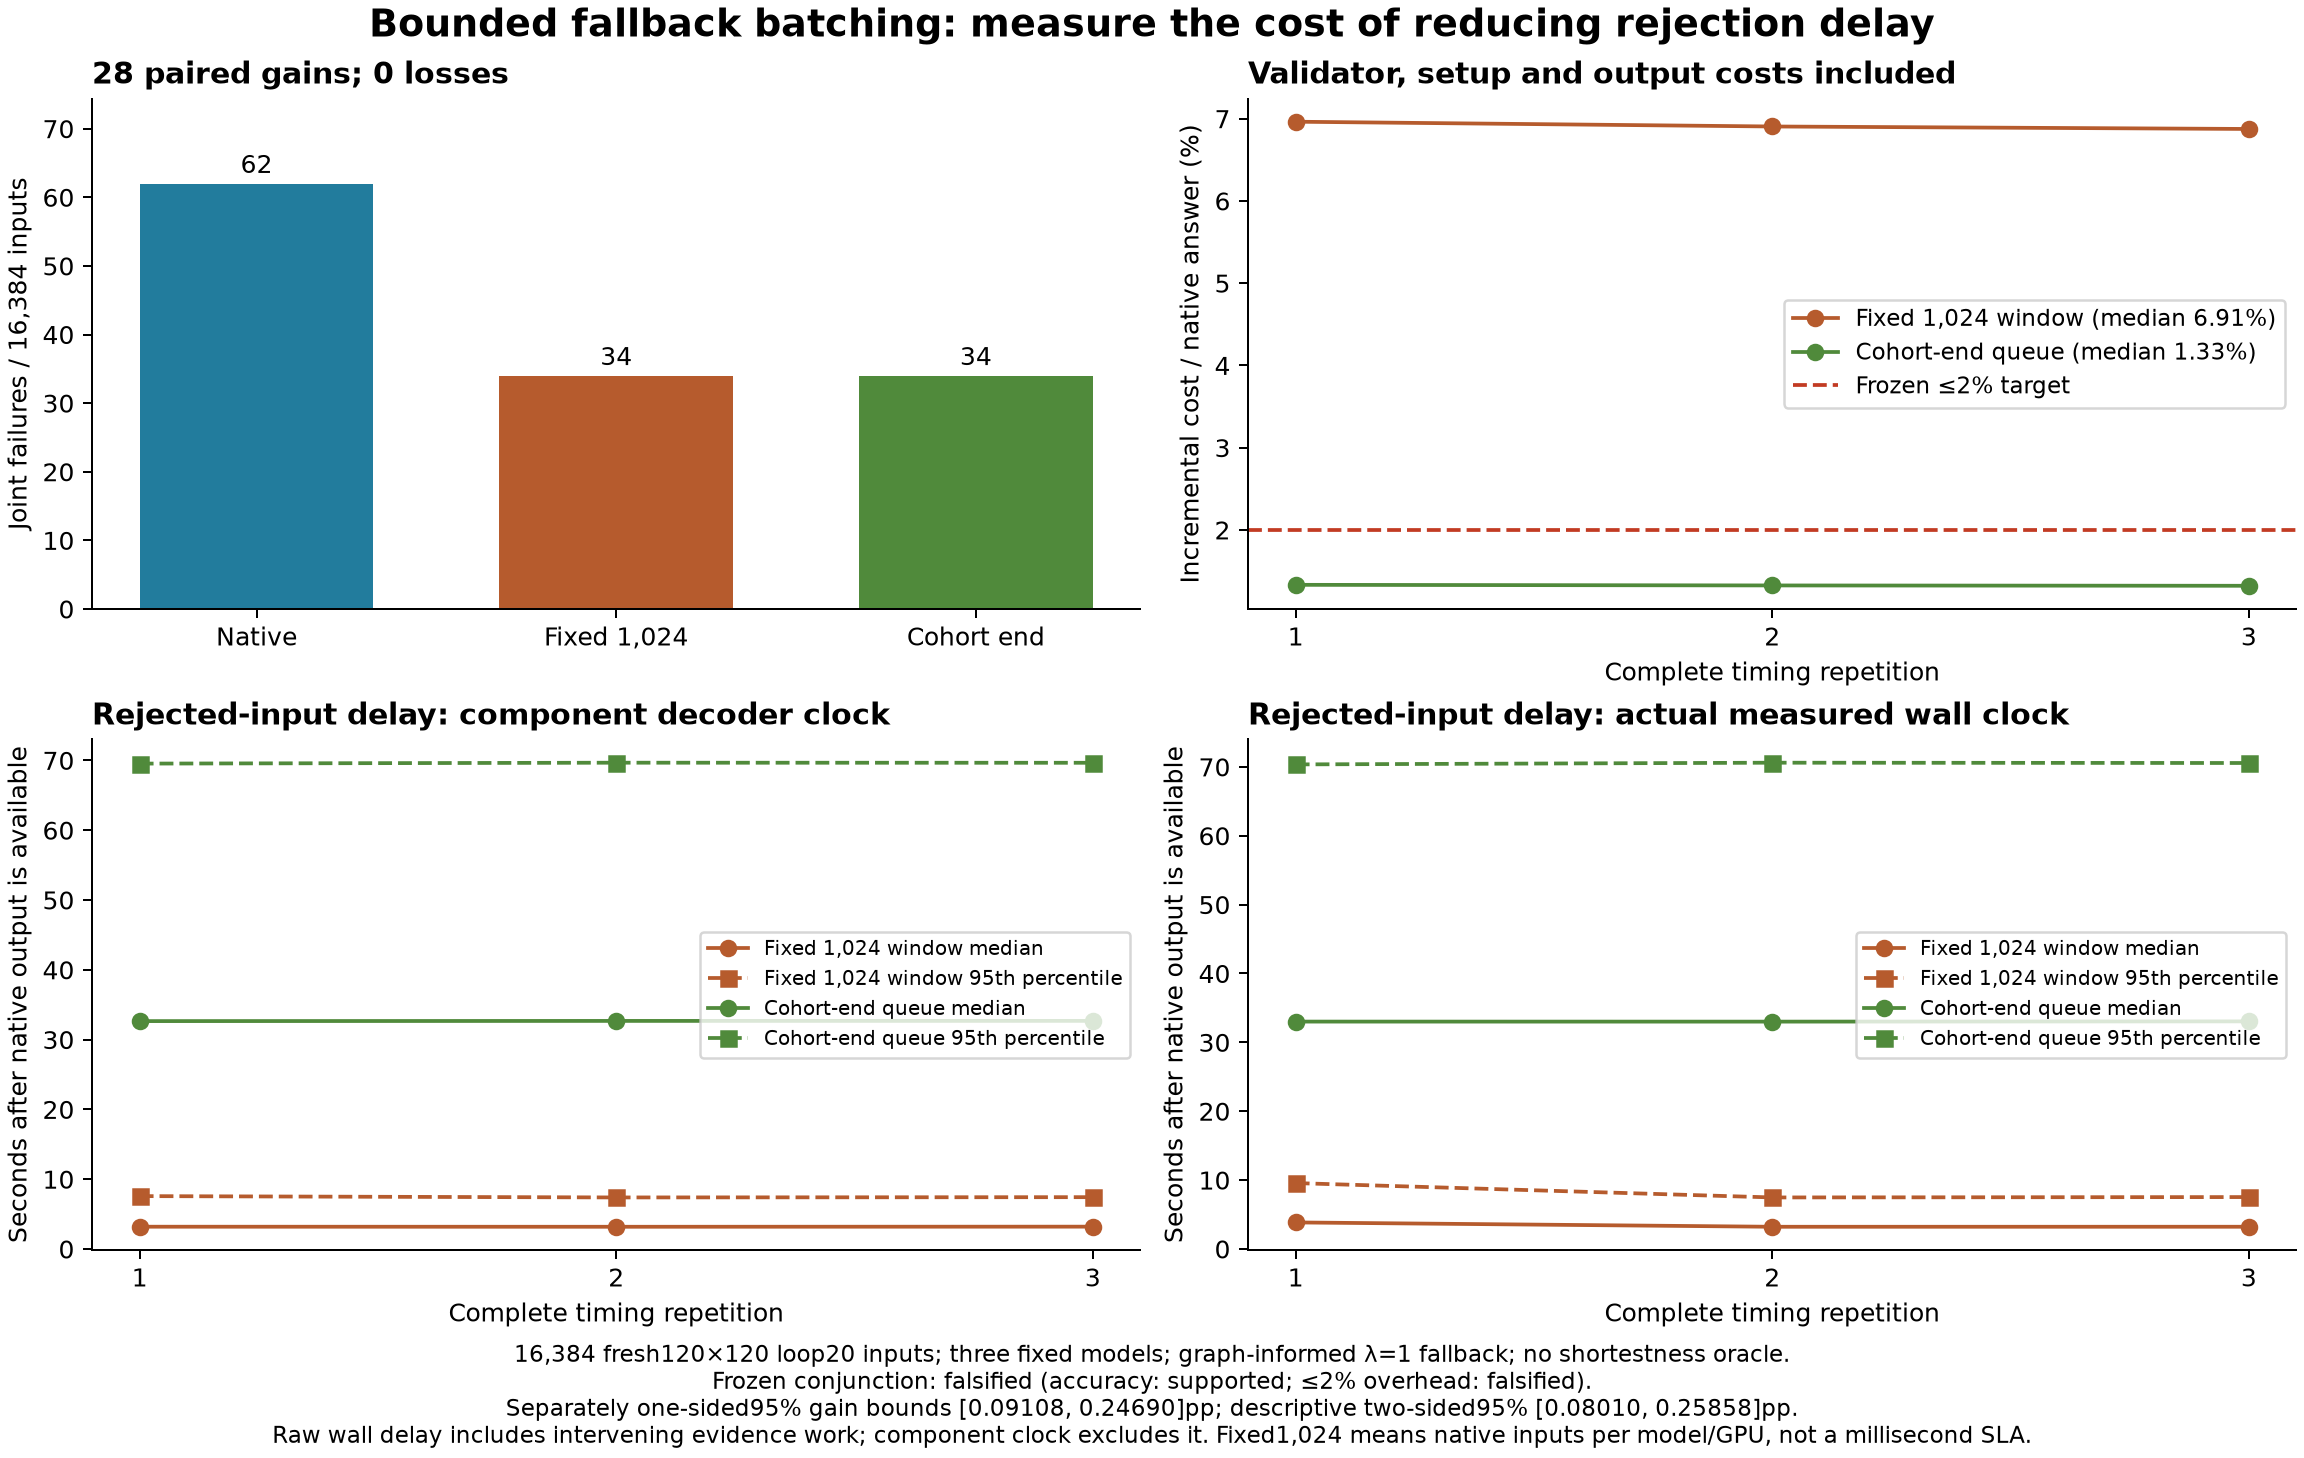 Bounded fallback batching: measure the cost of reducing rejection delay
28 paired gains; 0 losses
Joint failures / 16,384 inputs
70
60
50
40
30
20
10
0
62
34
34
Native
Fixed 1,024
Cohort end
Validator, setup and output costs included
Incremental cost / native answer (%)
7
6
5
4
3
2
Fixed 1,024 window (median 6.91%)
Cohort-end queue (median 1.33%)
Frozen ≤2% target
1
2
3
Complete timing repetition
Rejected-input delay: component decoder clock
Seconds after native output is available
70
60
50
40
30
20
10
0
Fixed 1,024 window median
Fixed 1,024 window 95th percentile
Cohort-end queue median
Cohort-end queue 95th percentile
1
2
3
Complete timing repetition
Rejected-input delay: actual measured wall clock
Seconds after native output is available
70
60
50
40
30
20
10
0
Fixed 1,024 window median
Fixed 1,024 window 95th percentile
Cohort-end queue median
Cohort-end queue 95th percentile
1
2
3
Complete timing repetition
16,384 fresh120×120 loop20 inputs; three fixed models; graph-informed λ=1 fallback; no shortestness oracle.
Frozen conjunction: falsified (accuracy: supported; ≤2% overhead: falsified).
Separately one-sided95% gain bounds [0.09108, 0.24690]pp; descriptive two-sided95% [0.08010, 0.25858]pp.
Raw wall delay includes intervening evidence work; component clock excludes it. Fixed1,024 means native inputs per model/GPU, not a millisecond SLA.